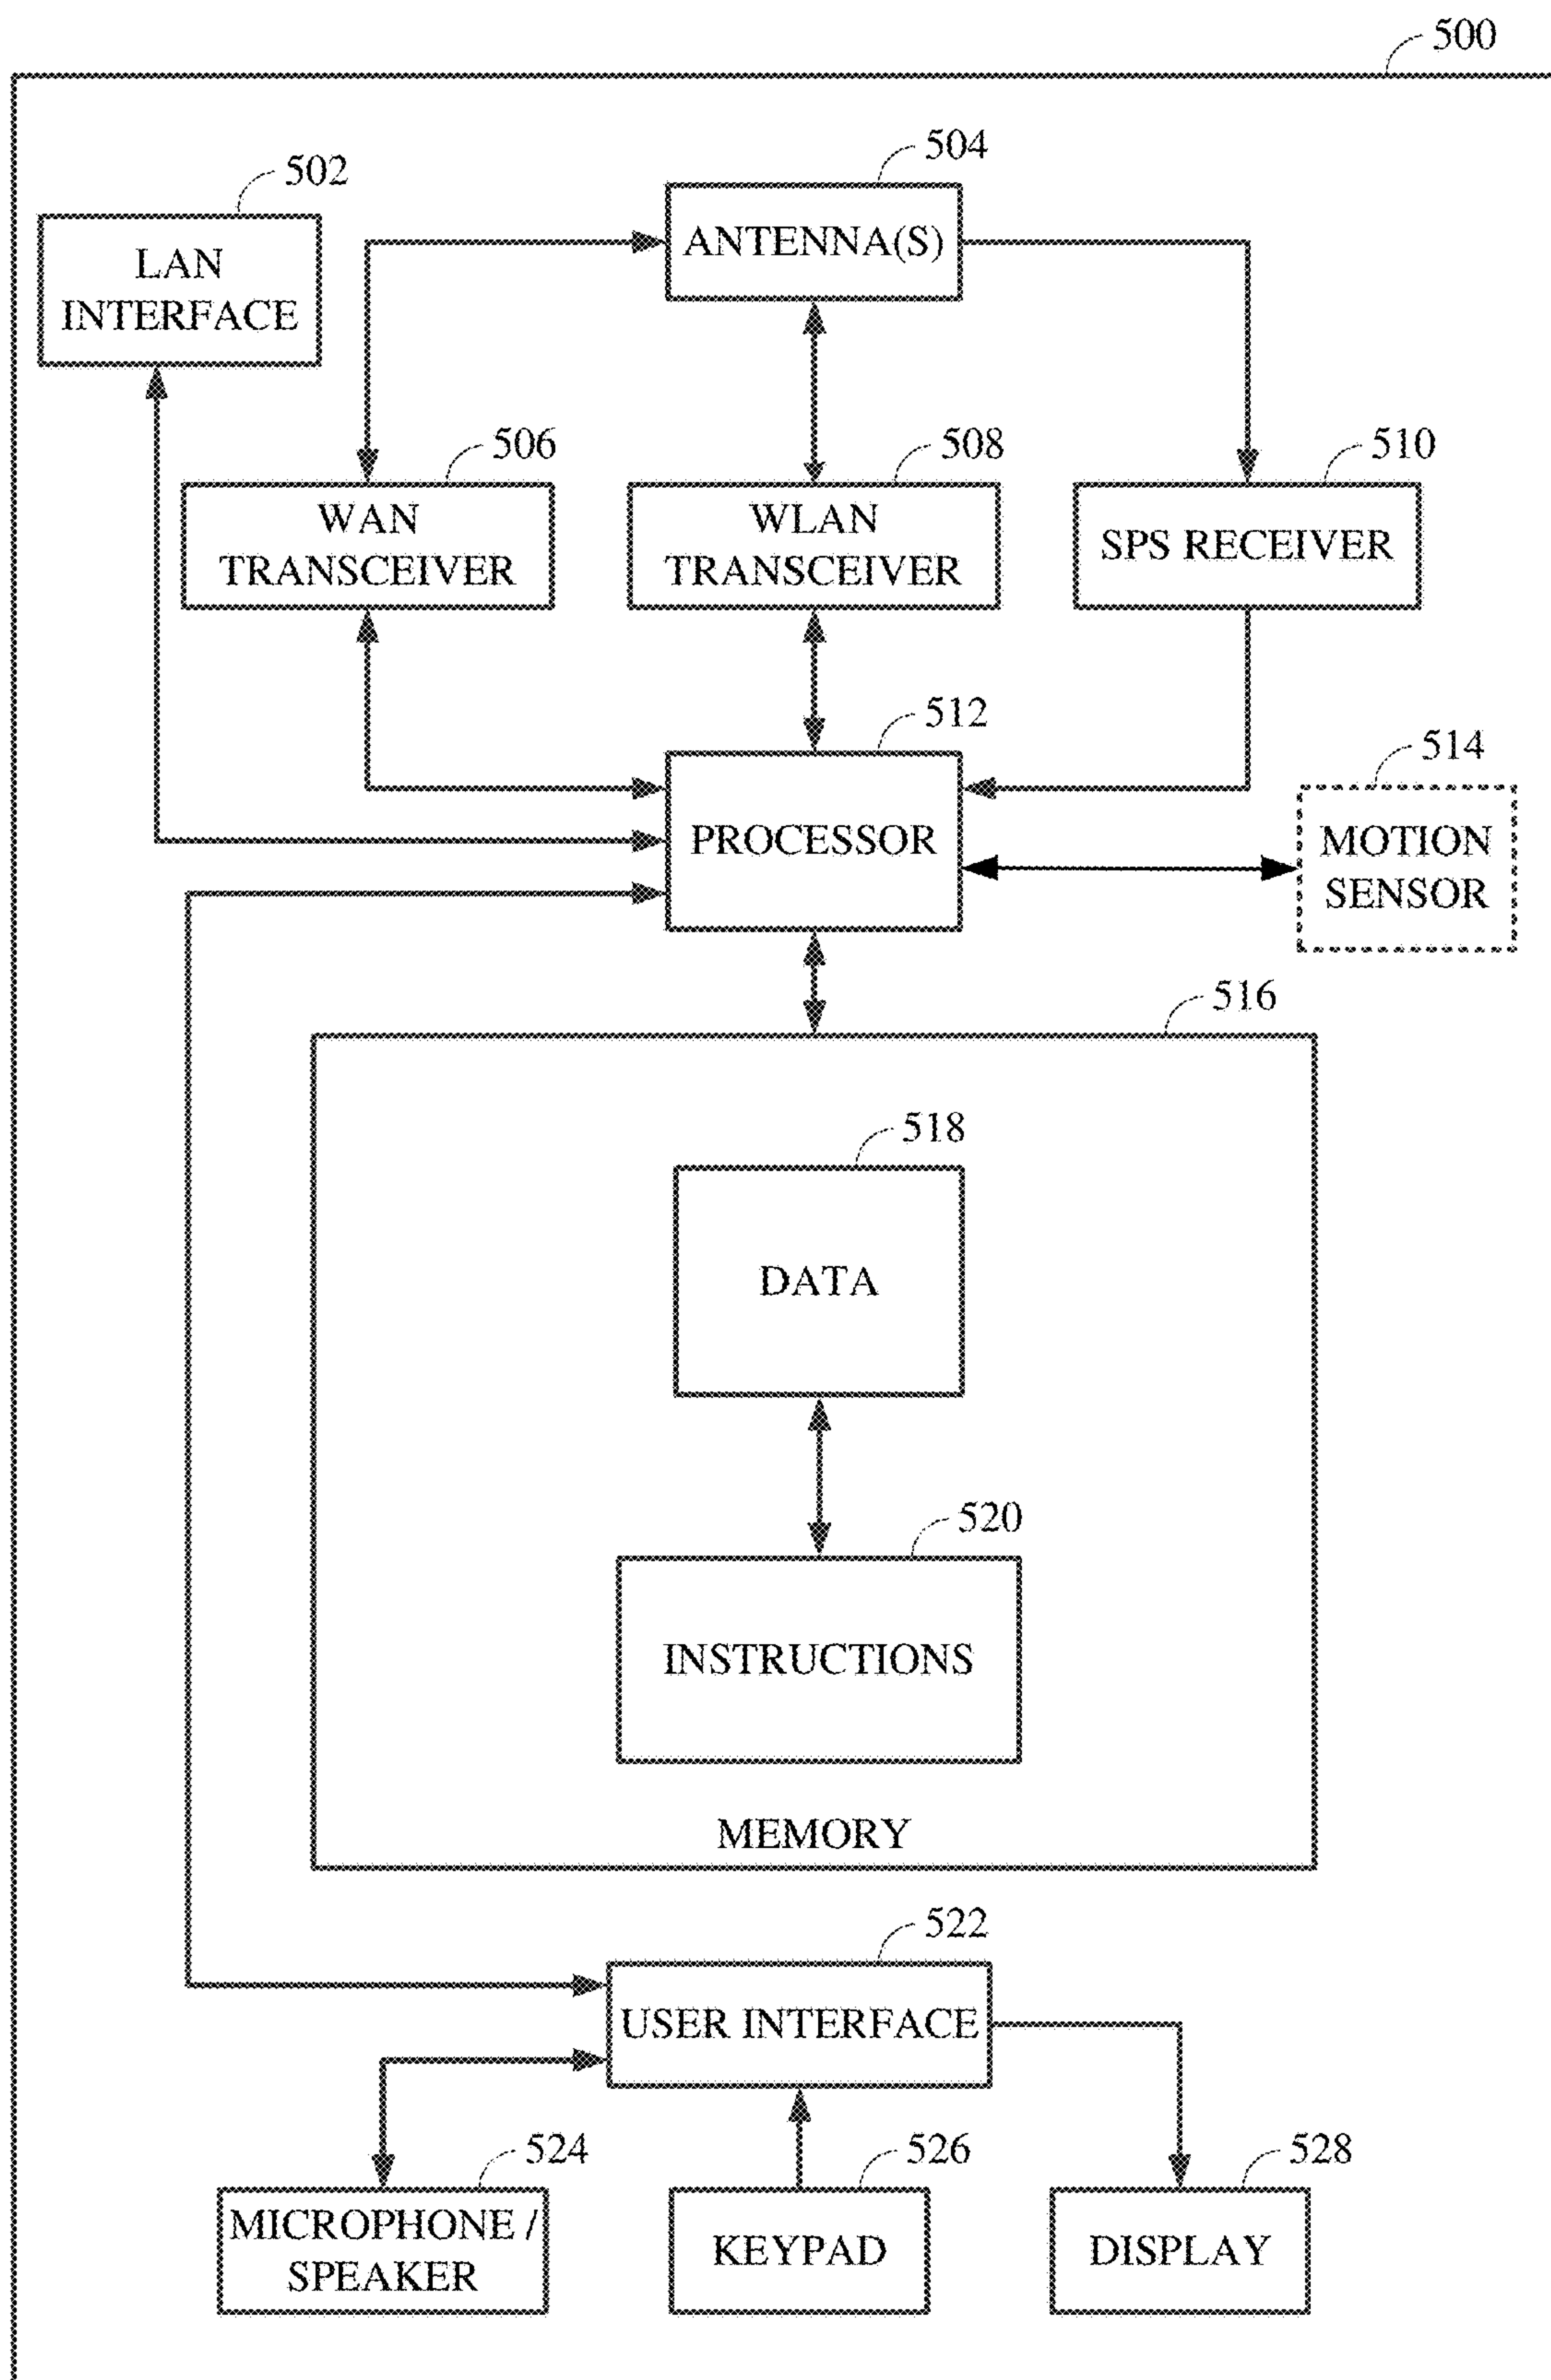 500
504
502
ANTENNA(S)
LAN
INTERFACE
506
508
510
WAN
TRANSCEIVER
WLAN
TRANSCEIVER
SPS RECEIVER
512
514
PROCESSOR
MOTION
SENSOR
516
518
DATA
520
INSTRUCTIONS
MEMORY
522
USER INTERFACE
524
526
528
MICROPHONE /
SPEAKER
KEYPAD
DISPLAY